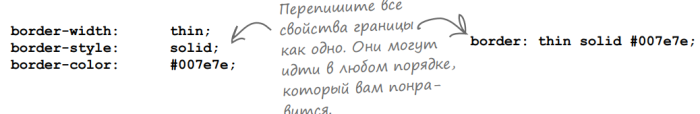 border-width: thin;
border-style: solid;
border-color: #007e7e;
Перепишите все
свойства границы
как одно. Они могут
идти в любом порядке,
который вам понра-
вится.
border: thin solid #007e7e;